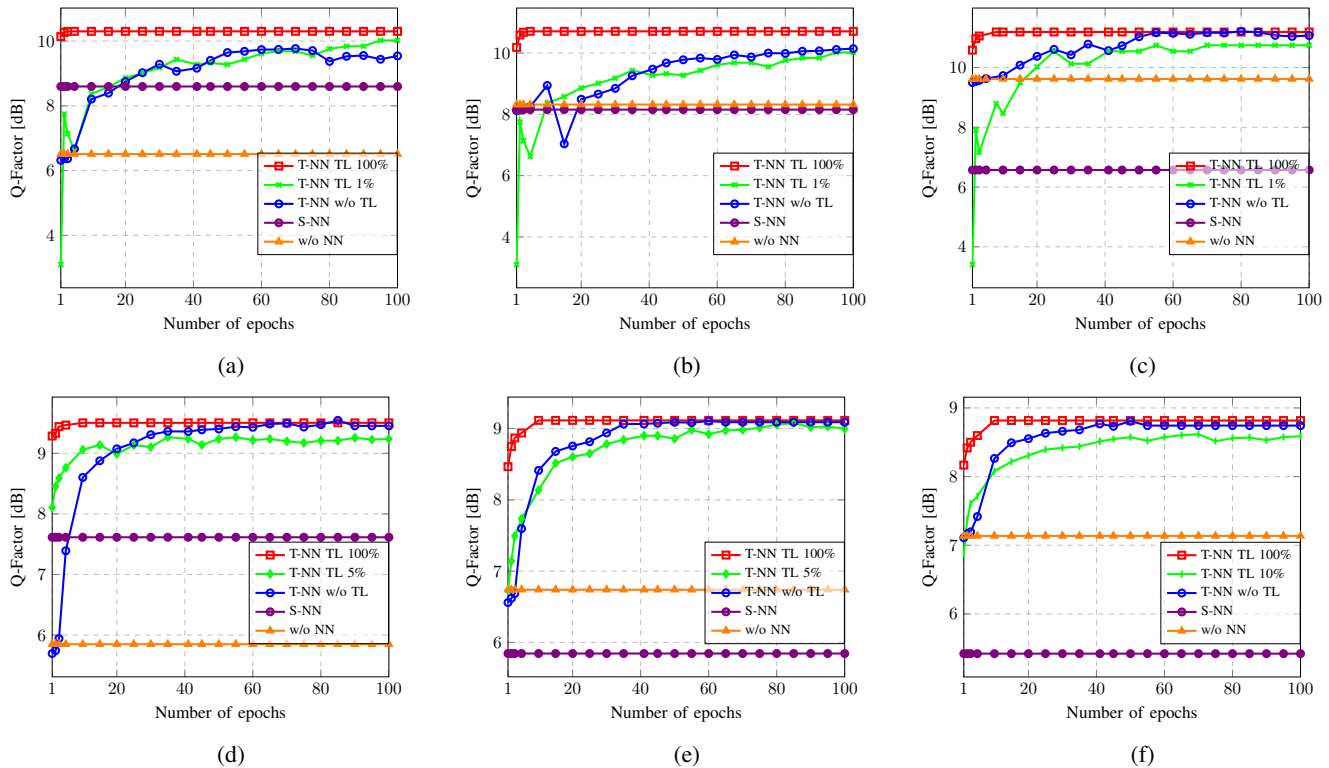 10
8
6
4
Q-Factor [dB]
T-NN TL 100%
T-NN TL 1%
T-NN w/o TL
S-NN
w/o NN
1 20 40 60 80 100
Number of epochs
(a)
10
8
6
4
Q-Factor [dB]
T-NN TL 100%
T-NN TL 1%
T-NN w/o TL
S-NN
w/o NN
1 20 40 60 80 100
Number of epochs
(b)
10
8
6
4
Q-Factor [dB]
T-NN TL 100%
T-NN TL 1%
T-NN w/o TL
S-NN
w/o NN
1 20 40 60 80 100
Number of epochs
(c)
9
8
7
6
Q-Factor [dB]
T-NN TL 100%
T-NN TL 5%
T-NN w/o TL
S-NN
w/o NN
1 20 40 60 80 100
Number of epochs
(d)
9
8
7
6
Q-Factor [dB]
T-NN TL 100%
T-NN TL 5%
T-NN w/o TL
S-NN
w/o NN
1 20 40 60 80 100
Number of epochs
(e)
9
8
7
6
Q-Factor [dB]
T-NN TL 100%
T-NN TL 10%
T-NN w/o TL
S-NN
w/o NN
1 20 40 60 80 100
Number of epochs
(f)